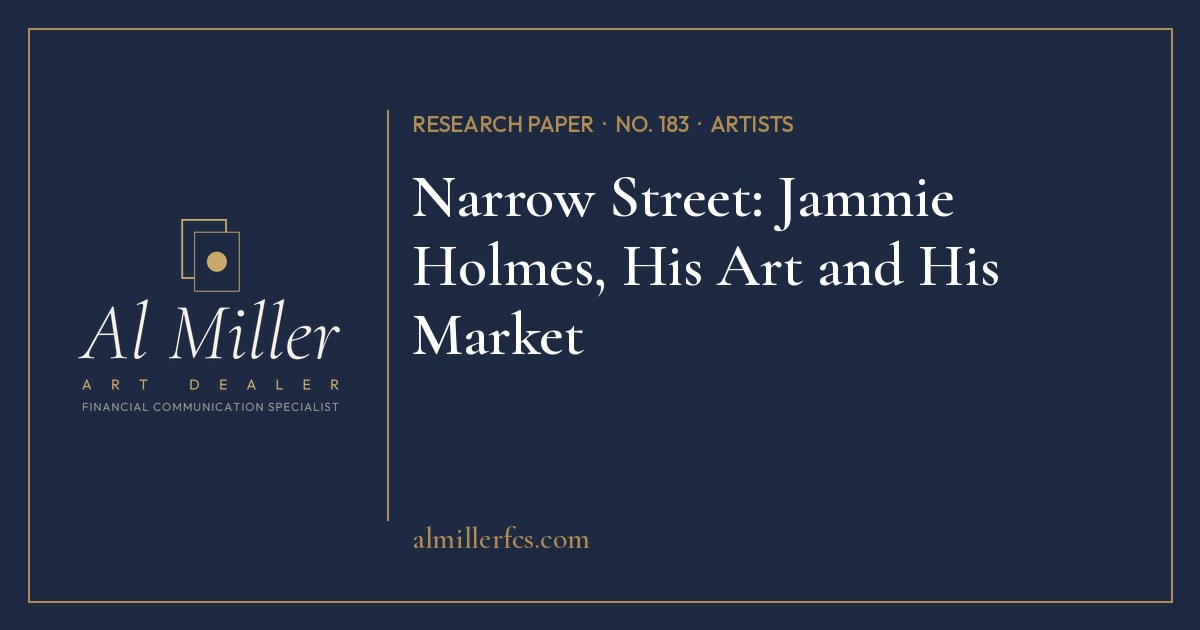 RESEARCH PAPER · NO. 183 · ARTISTS
Narrow Street: Jammie
Holmes, His Art and His
Market
Al Miller
ART DEALER
FINANCIAL COMMUNICATION SPECIALIST
almillerfcs.com